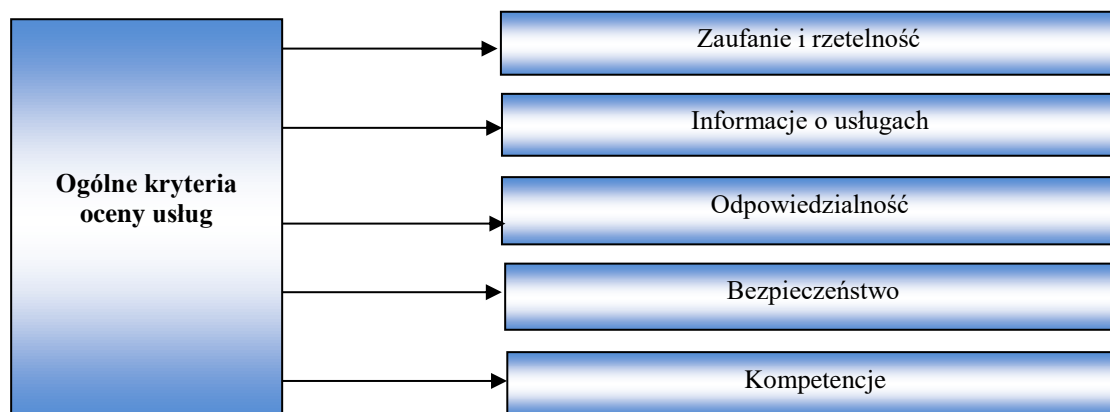 Ogólne kryteria
oceny usług
Zaufanie i rzetelność
Informacje o usługach
Odpowiedzialność
Bezpieczeństwo
Kompetencje